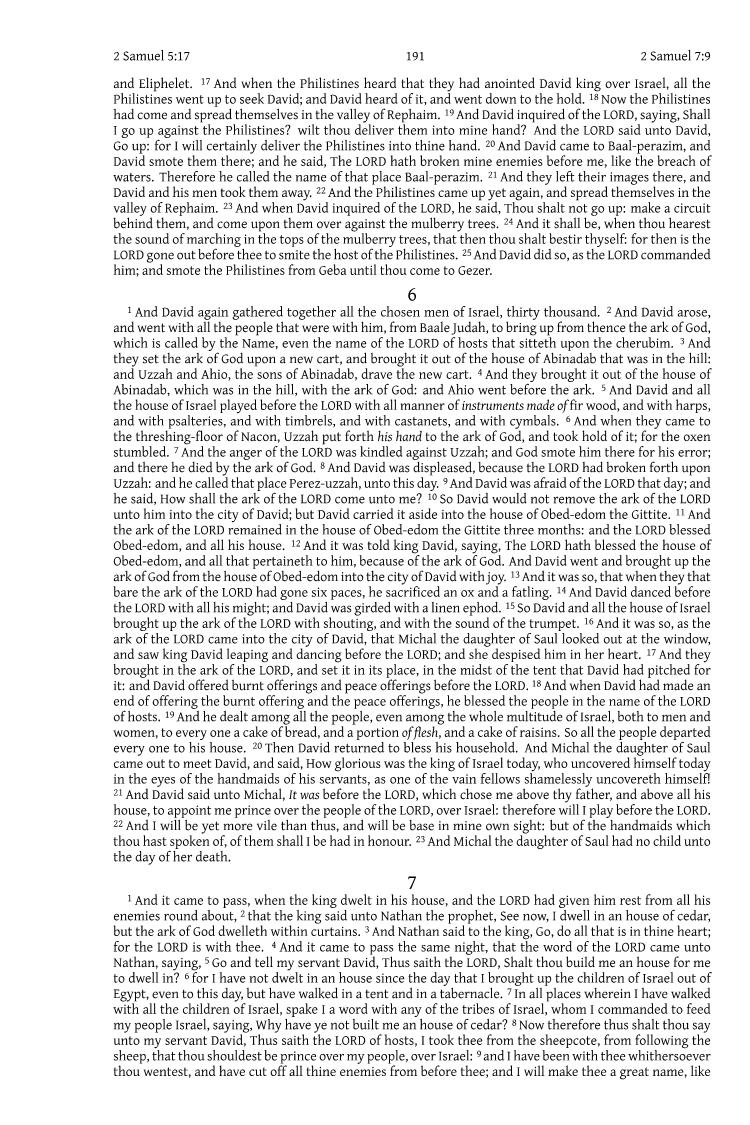 2 Samuel 5:17 191 2 Samuel 7:9
and Eliphelet. 17 And when the Philistines heard that they had anointed David king over Israel, all the
Philistines went up to seek David; and David heard of it, and went down to the hold. 18 Now the Philistines
had come and spread themselves in the valley of Rephaim. 19 And David inquired of the LORD, saying, Shall
I go up against the Philistines? wilt thou deliver them into mine hand? And the LORD said unto David,
Go up: for I will certainly deliver the Philistines into thine hand. 20 And David came to Baal-perazim, and
David smote them there; and he said, The LORD hath broken mine enemies before me, like the breach of
waters. Therefore he called the name of that place Baal-perazim. 21 And they left their images there, and
David and his men took them away. 22 And the Philistines came up yet again, and spread themselves in the
valley of Rephaim. 23 And when David inquired of the LORD, he said, Thou shalt not go up: make a circuit
behind them, and come upon them over against the mulberry trees. 24 And it shall be, when thou hearest
the sound of marching in the tops of the mulberry trees, that then thou shalt bestir thyself: for then is the
LORD gone out before thee to smite the host of the Philistines. 25 And David did so, as the LORD commanded
him; and smote the Philistines from Geba until thou come to Gezer.
6
1 And David again gathered together all the chosen men of Israel, thirty thousand. 2 And David arose,
and went with all the people that were with him, from Baale Judah, to bring up from thence the ark of God,
which is called by the Name, even the name of the LORD of hosts that sitteth upon the cherubim. 3 And
they set the ark of God upon a new cart, and brought it out of the house of Abinadab that was in the hill:
and Uzzah and Ahio, the sons of Abinadab, drave the new cart. 4 And they brought it out of the house of
Abinadab, which was in the hill, with the ark of God: and Ahio went before the ark. 5 And David and all
the house of Israel played before the LORD with all manner of instruments made of fir wood, and with harps,
and with psalteries, and with timbrels, and with castanets, and with cymbals. 6 And when they came to
the threshing-floor of Nacon, Uzzah put forth his hand to the ark of God, and took hold of it; for the oxen
stumbled. 7 And the anger of the LORD was kindled against Uzzah; and God smote him there for his error;
and there he died by the ark of God. 8 And David was displeased, because the LORD had broken forth upon
Uzzah: and he called that place Perez-uzzah, unto this day. 9 And David was afraid of the LORD that day; and
he said, How shall the ark of the LORD come unto me? 10 So David would not remove the ark of the LORD
unto him into the city of David; but David carried it aside into the house of Obed-edom the Gittite. 11 And
the ark of the LORD remained in the house of Obed-edom the Gittite three months: and the LORD blessed
Obed-edom, and all his house. 12 And it was told king David, saying, The LORD hath blessed the house of
Obed-edom, and all that pertaineth to him, because of the ark of God. And David went and brought up the
ark of God from the house of Obed-edom into the city of David with joy. 13 And it was so, that when they that
bare the ark of the LORD had gone six paces, he sacrificed an ox and a fatling. 14 And David danced before
the LORD with all his might; and David was girded with a linen ephod. 15 So David and all the house of Israel
brought up the ark of the LORD with shouting, and with the sound of the trumpet. 16 And it was so, as the
ark of the LORD came into the city of David, that Michal the daughter of Saul looked out at the window,
and saw king David leaping and dancing before the LORD; and she despised him in her heart. 17 And they
brought in the ark of the LORD, and set it in its place, in the midst of the tent that David had pitched for
it: and David offered burnt offerings and peace offerings before the LORD. 18 And when David had made an
end of offering the burnt offering and the peace offerings, he blessed the people in the name of the LORD
of hosts. 19 And he dealt among all the people, even among the whole multitude of Israel, both to men and
women, to every one a cake of bread, and a portion of flesh, and a cake of raisins. So all the people departed
every one to his house. 20 Then David returned to bless his household. And Michal the daughter of Saul
came out to meet David, and said, How glorious was the king of Israel today, who uncovered himself today
in the eyes of the handmaids of his servants, as one of the vain fellows shamelessly uncovereth himself!
21 And David said unto Michal, It was before the LORD, which chose me above thy father, and above all his
house, to appoint me prince over the people of the LORD, over Israel: therefore will I play before the LORD.
22 And I will be yet more vile than thus, and will be base in mine own sight: but of the handmaids which
thou hast spoken of, of them shall I be had in honour. 23 And Michal the daughter of Saul had no child unto
the day of her death.
7
1 And it came to pass, when the king dwelt in his house, and the LORD had given him rest from all his
enemies round about, 2 that the king said unto Nathan the prophet, See now, I dwell in an house of cedar,
but the ark of God dwelleth within curtains. 3 And Nathan said to the king, Go, do all that is in thine heart;
for the LORD is with thee. 4 And it came to pass the same night, that the word of the LORD came unto
Nathan, saying, 5 Go and tell my servant David, Thus saith the LORD, Shalt thou build me an house for me
to dwell in? 6 for I have not dwelt in an house since the day that I brought up the children of Israel out of
Egypt, even to this day, but have walked in a tent and in a tabernacle. 7 In all places wherein I have walked
with all the children of Israel, spake I a word with any of the tribes of Israel, whom I commanded to feed
my people Israel, saying, Why have ye not built me an house of cedar? 8 Now therefore thus shalt thou say
unto my servant David, Thus saith the LORD of hosts, I took thee from the sheepcote, from following the
sheep, that thou shouldest be prince over my people, over Israel: 9 and I have been with thee whithersoever
thou wentest, and have cut off all thine enemies from before thee; and I will make thee a great name, like